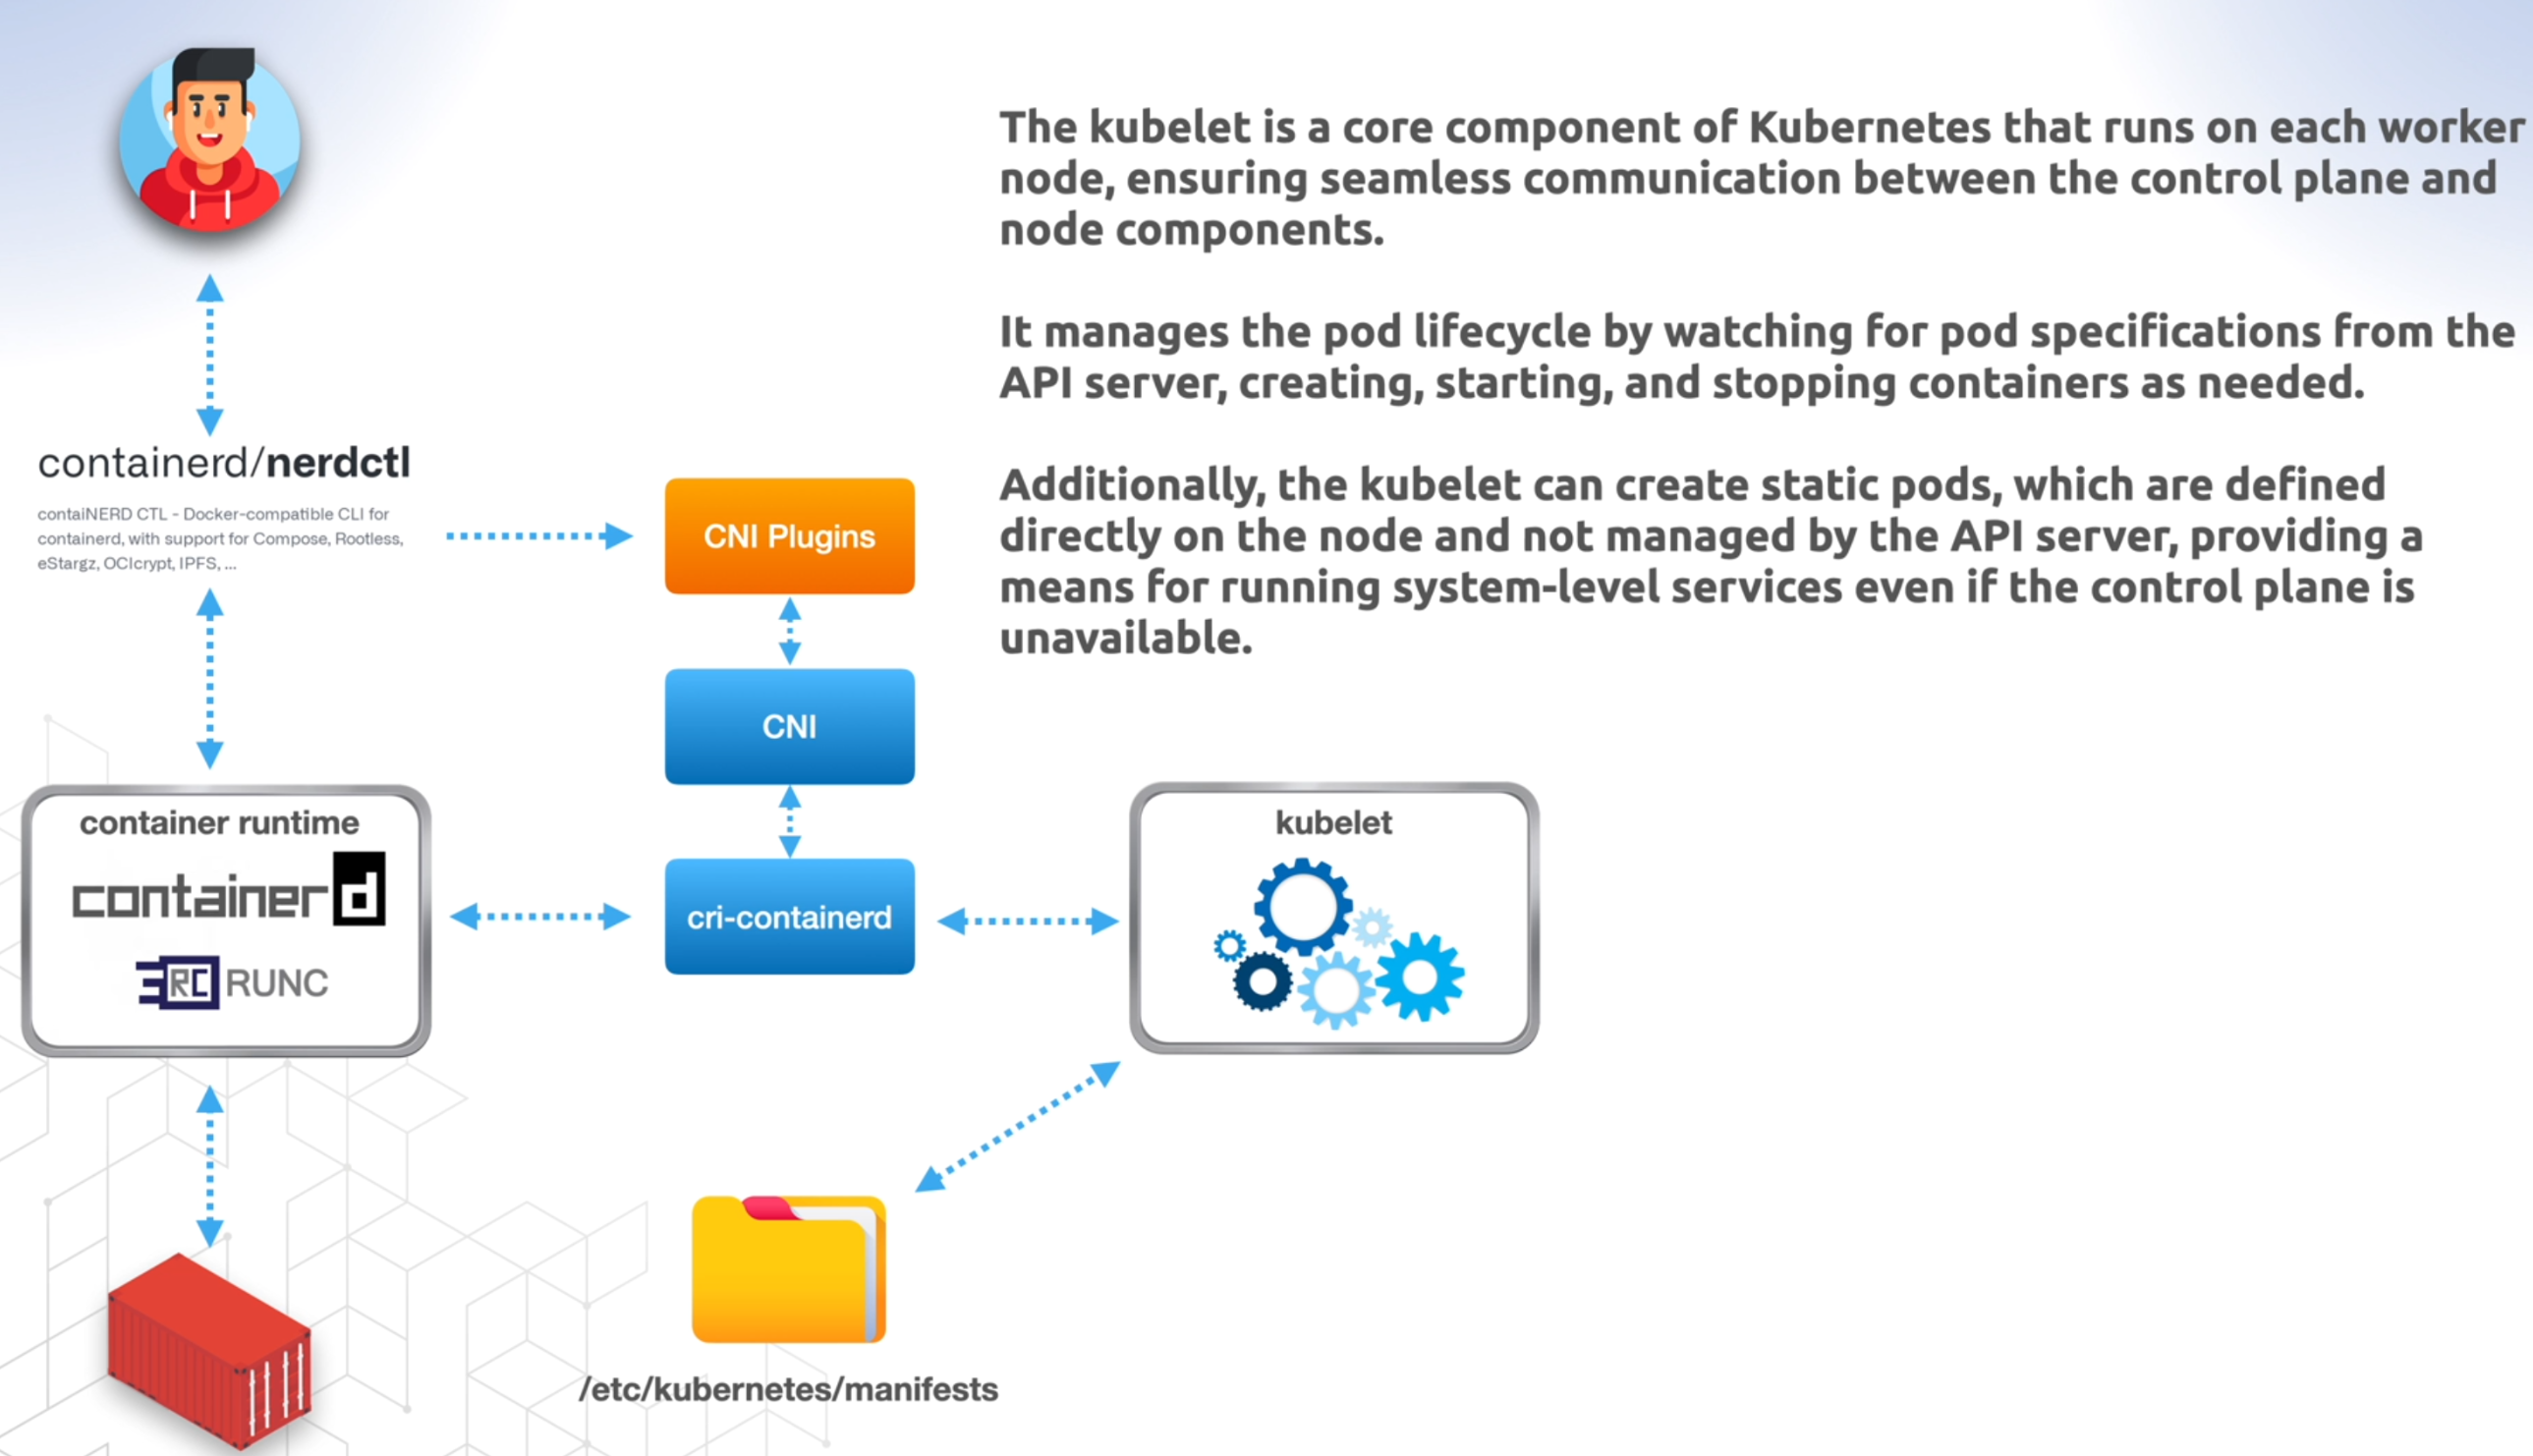 The kubelet is a core component of Kubernetes that runs on each worker
node, ensuring seamless communication between the control plane and
node components.
It manages the pod lifecycle by watching for pod specifications from the
API server, creating, starting, and stopping containers as needed.
Additionally, the kubelet can create static pods, which are defined
directly on the node and not managed by the API server, providing a
means for running system-level services even if the control plane is
unavailable.
containerd/nerdctl
contaiNERD CTL - Docker-compatible CLI for
containerd, with support for Compose, Rootless,
eStargz, OCIcrypt, IPFS, ...
CNI Plugins
CNI
cri-containerd
container runtime
containerd
RC RUNC
kubelet
/etc/kubernetes/manifests